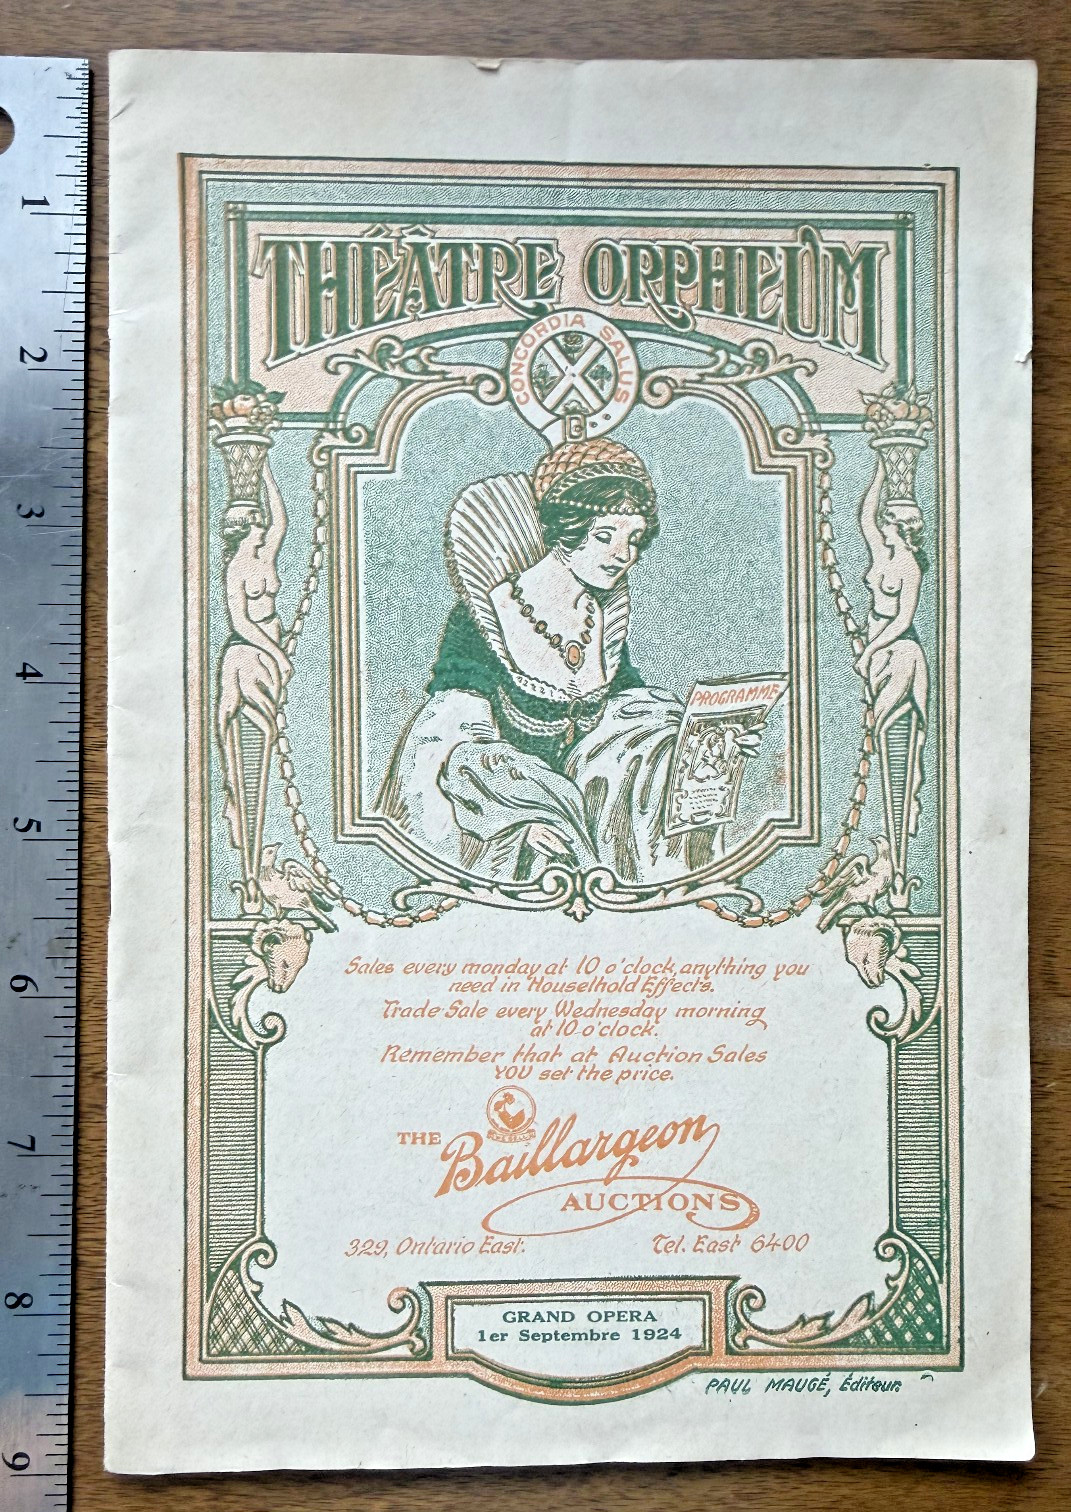 THÉÂTRE ORPHEUM
CONCORDIA SALUS
PROGRAMME
Sales every monday at 10 o'clock, anything you
need in Houselhold Effects.
Trade Sale every Wednesday morning
at 10 o'clock.
Remember that at Auction Sales
YOU set the price.
THE Baillargeon
AUCTIONS
329, Ontario East. Tel. East 6400
GRAND OPERA
1er Septembre 1924
PAUL MAUGÉ, Éditeur
1
2
3
4
5
6
7
8
9